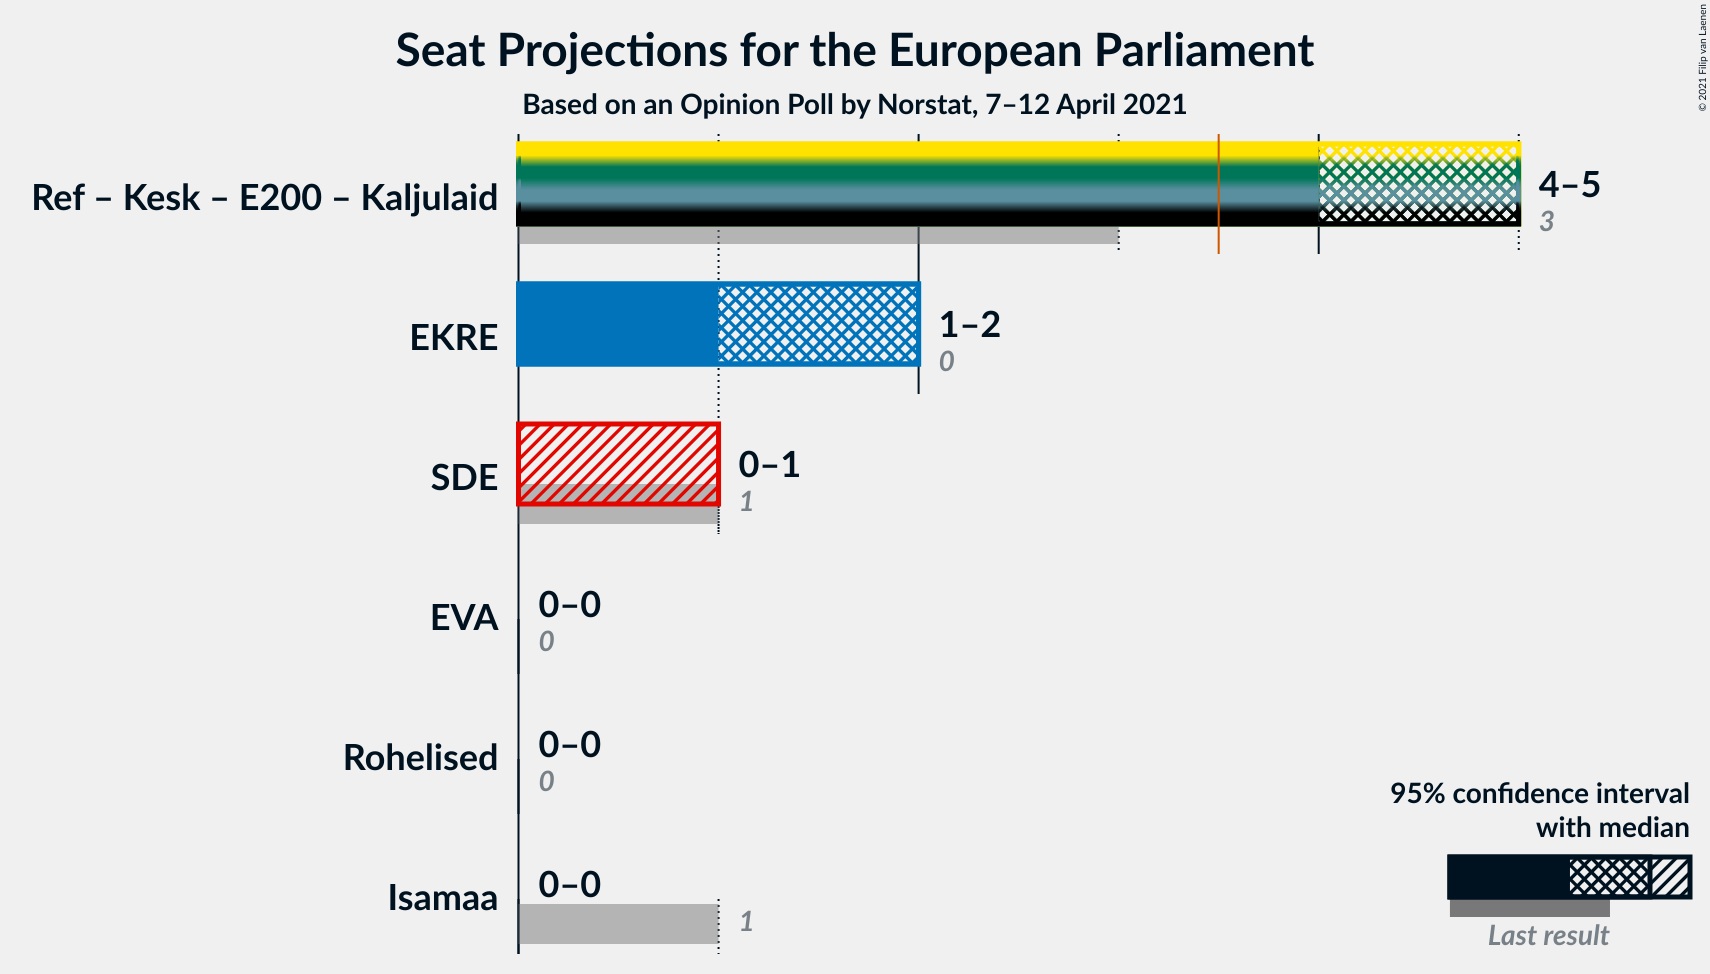 Seat Projections for the European Parliament
Based on an Opinion Poll by Norstat, 7–12 April 2021
© 2021 Filip van Laenen
Ref – Kesk – E200 – Kaljulaid
4–5
3
EKRE
1–2
0
SDE
0–1
1
EVA
0–0
0
Rohelised
0–0
0
Isamaa
0–0
1
95% confidence interval
with median
Last result